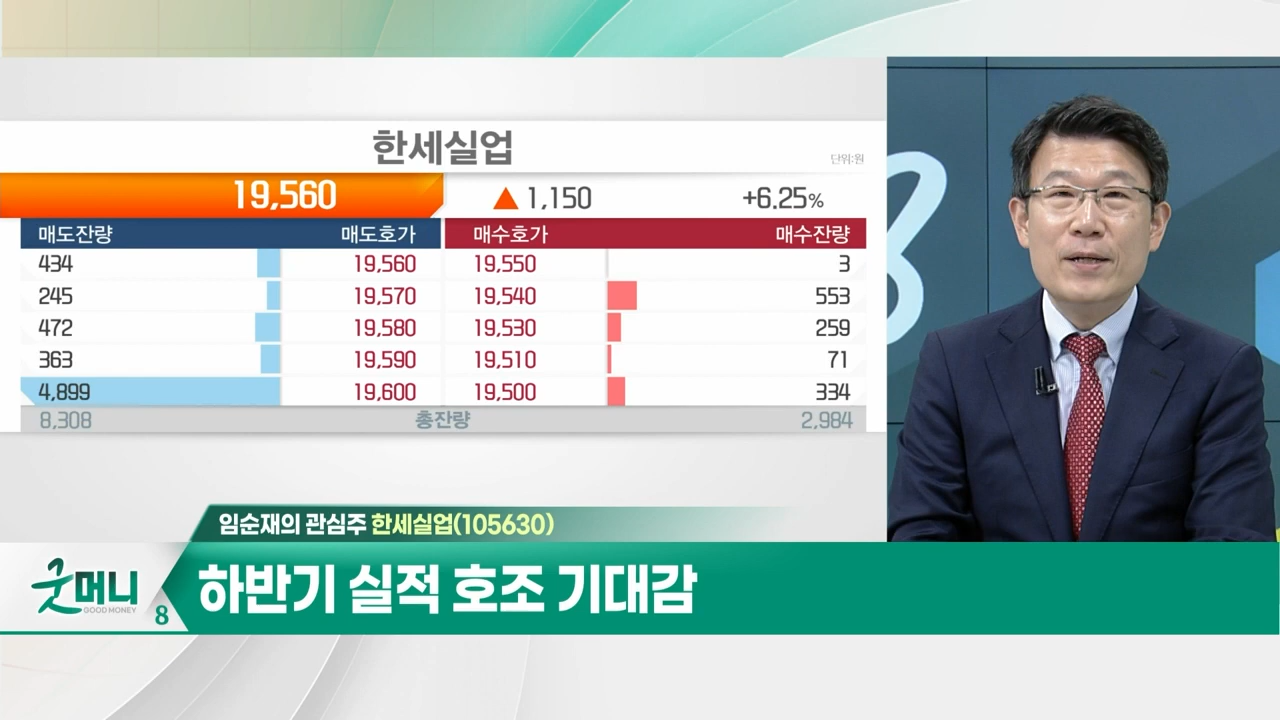 한세실업
단위:원
19,560 ▲ 1,150 +6.25%
매도잔량 매도호가 매수호가 매수잔량
434 19,560 19,550 3
245 19,570 19,540 553
472 19,580 19,530 259
363 19,590 19,510 71
4,899 19,600 19,500 334
8,308 총잔량 2,984
임순재의 관심주 한세실업(105630)
하반기 실적 호조 기대감
굿머니
GOOD MONEY
8